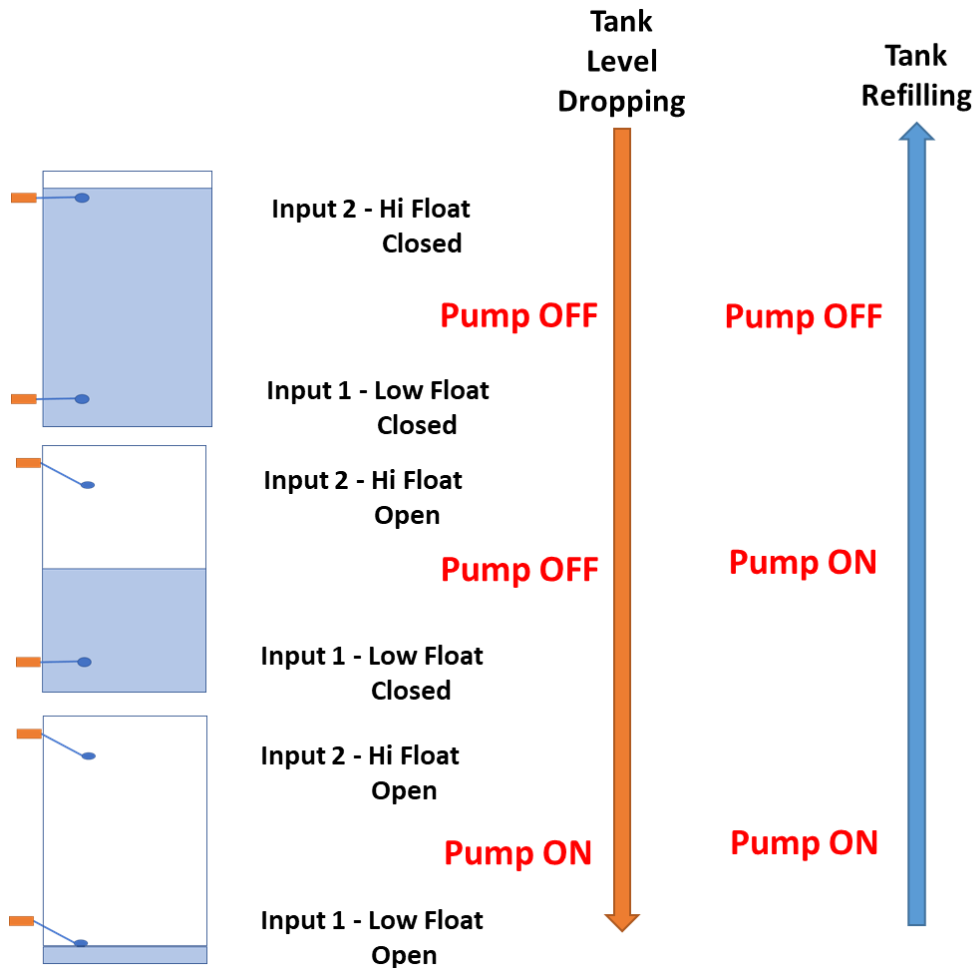 Tank
Level
Dropping
Tank
Refilling
Input 2 - Hi Float
Closed
Pump OFF
Pump OFF
Input 1 - Low Float
Closed
Input 2 - Hi Float
Open
Pump OFF
Pump ON
Input 1 - Low Float
Closed
Input 2 - Hi Float
Open
Pump ON
Pump ON
Input 1 - Low Float
Open